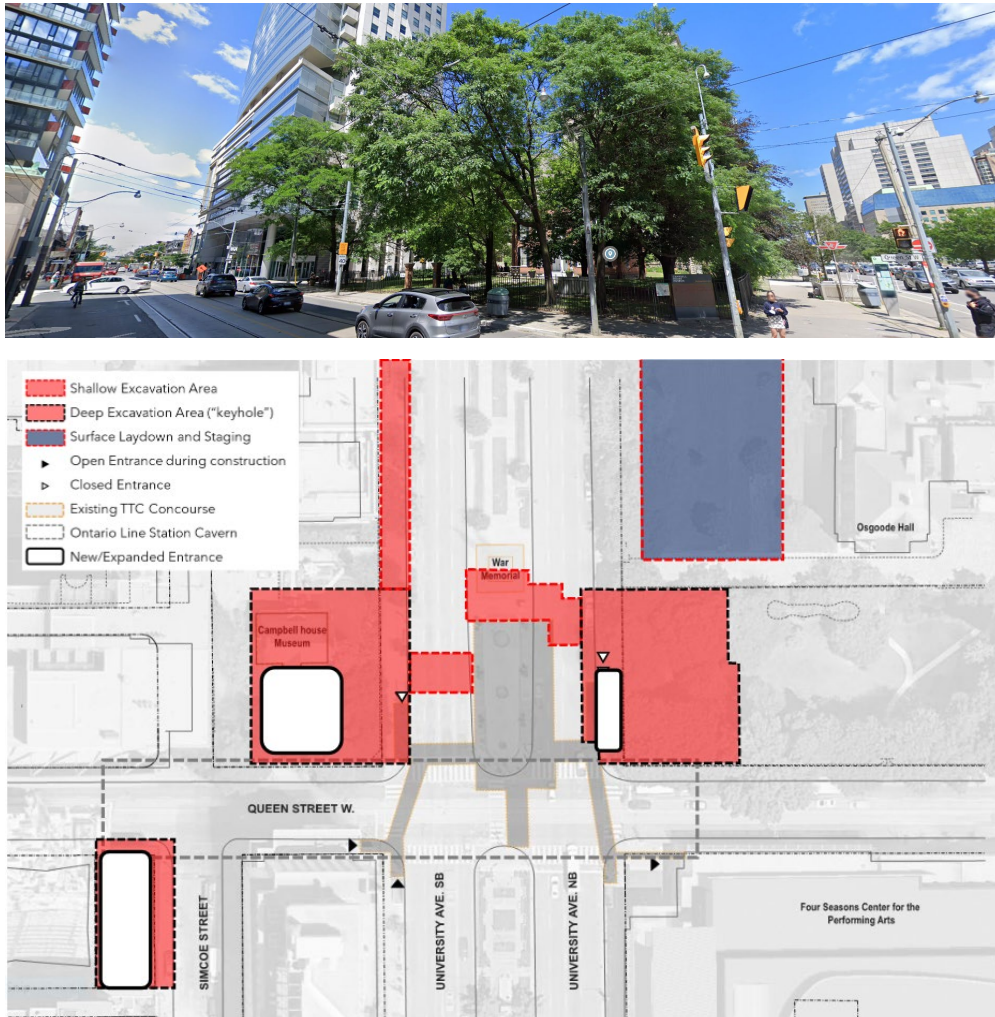 Shallow Excavation Area
Deep Excavation Area ("keyhole")
Surface Laydown and Staging
Open Entrance during construction
Closed Entrance
Existing TTC Concourse
Ontario Line Station Cavern
New/Expanded Entrance
Osgoode Hall
War
Memorial
Campbell house
Museum
QUEEN STREET W.
SIMCOE STREET
UNIVERSITY AVE. SB
UNIVERSITY AVE. NB
Four Seasons Center for the
Performing Arts